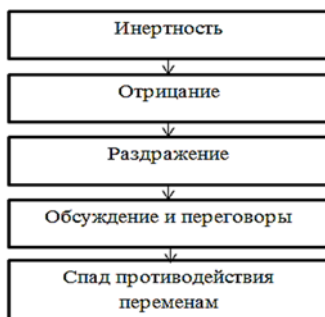 Инертность
Отрицание
Раздражение
Обсуждение и переговоры
Спад противодействия
переменам